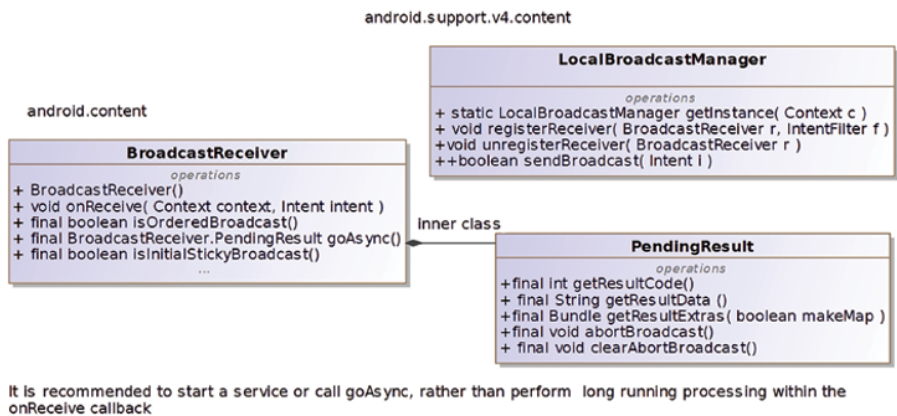 android.support.v4.content
LocalBroadcastManager
operations
+ static LocalBroadcastManager getInstance( Context c )
+ void registerReceiver( BroadcastReceiver r, IntentFilter f )
+void unregisterReceiver( BroadcastReceiver r )
++boolean sendBroadcast( Intent i )
android.content
BroadcastReceiver
operations
+ BroadcastReceiver()
+ void onReceive( Context context, Intent intent )
+ final boolean isOrderedBroadcast()
+ final BroadcastReceiver.PendingResult goAsync()
+ final boolean isInitialStickyBroadcast()
...
inner class
PendingResult
operations
+final int getResultCode()
+ final String getResultData ()
+final Bundle getResultExtras( boolean makeMap )
+final void abortBroadcast()
+ final void clearAbortBroadcast()
It is recommended to start a service or call goAsync, rather than perform long running processing within the
onReceive callback